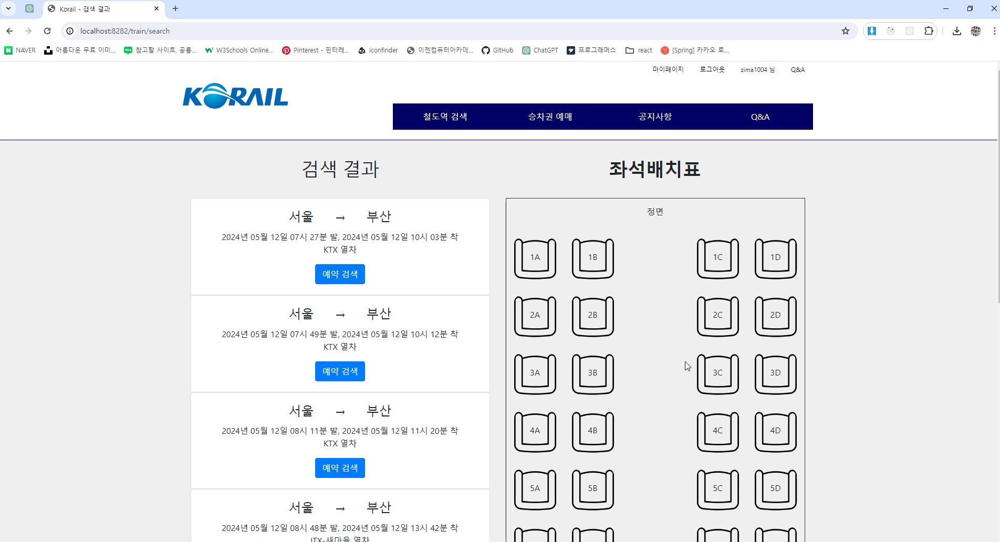 Korail - 검색 결과
localhost:8282/train/search
NAVER 아름다운 무료 이미... 참고할 사이트, 공룡... W3Schools Online... Pinterest - 핀터레... iconfinder 이젠컴퓨터아카데... GitHub ChatGPT 프로그래머스 react [Spring] 카카오 로...
마이페이지 로그아웃 zima1004 님 Q&A
KORAIL
철도역 검색 승차권 예매 공지사항 Q&A
검색 결과
서울 → 부산
2024년 05월 12일 07시 27분 발, 2024년 05월 12일 10시 03분 착
KTX 열차
예약 검색
서울 → 부산
2024년 05월 12일 07시 49분 발, 2024년 05월 12일 10시 12분 착
KTX 열차
예약 검색
서울 → 부산
2024년 05월 12일 08시 11분 발, 2024년 05월 12일 11시 20분 착
KTX 열차
예약 검색
서울 → 부산
2024년 05월 12일 08시 48분 발, 2024년 05월 12일 13시 42분 착
ITX-새마을 열차
좌석배치표
정면
1A 1B 1C 1D
2A 2B 2C 2D
3A 3B 3C 3D
4A 4B 4C 4D
5A 5B 5C 5D